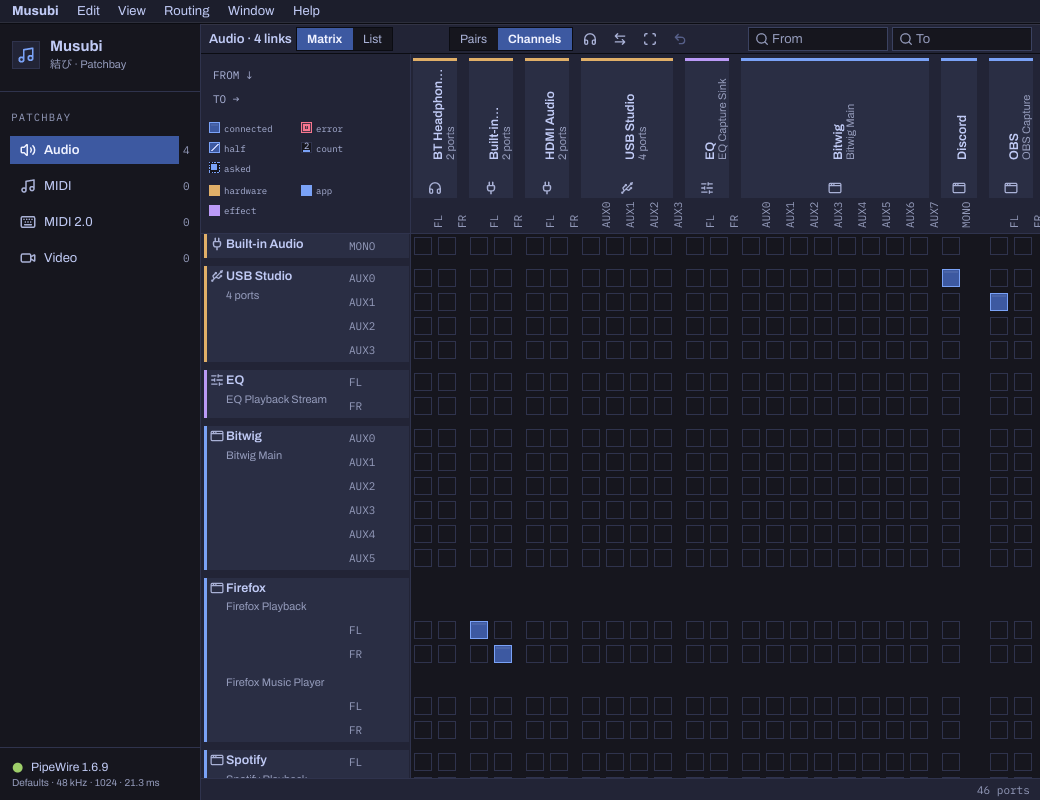 Musubi Edit View Routing Window Help
Musubi
結び · Patchbay
PATCHBAY
Audio 4
MIDI 0
MIDI 2.0 0
Video 0
PipeWire 1.6.9
Defaults · 48 kHz · 1024 · 21.3 ms
Audio · 4 links Matrix List Pairs Channels From To
FROM ↓
TO →
connected error
half 2 count
asked
hardware app
effect
BT Headphon…
2 ports
Built-in…
2 ports
HDMI Audio
2 ports
USB Studio
4 ports
EQ
EQ Capture Sink
Bitwig
Bitwig Main
Discord
OBS
OBS Capture
FL FR FL FR FL FR AUX0 AUX1 AUX2 AUX3 FL FR AUX0 AUX1 AUX2 AUX3 AUX4 AUX5 AUX6 AUX7 MONO FL FR
Built-in Audio MONO
USB Studio AUX0
4 ports
AUX1
AUX2
AUX3
EQ FL
EQ Playback Stream
FR
Bitwig AUX0
Bitwig Main
AUX1
AUX2
AUX3
AUX4
AUX5
Firefox
Firefox Playback
FL
FR
Firefox Music Player
FL
FR
Spotify FL
Spotify Playback
46 ports